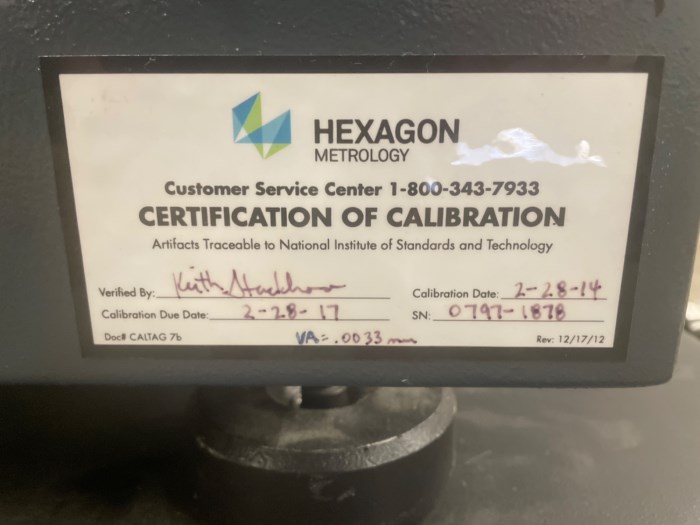 HEXAGON
METROLOGY
Customer Service Center 1-800-343-7933
CERTIFICATION OF CALIBRATION
Artifacts Traceable to National Institute of Standards and Technology
Verified By: Keith
Calibration Date: 2-28-14
Calibration Due Date: 2-28-17
SN: 0797-1878
Doc# CALTAG 7b
VA=.0033 mm
Rev: 12/17/12